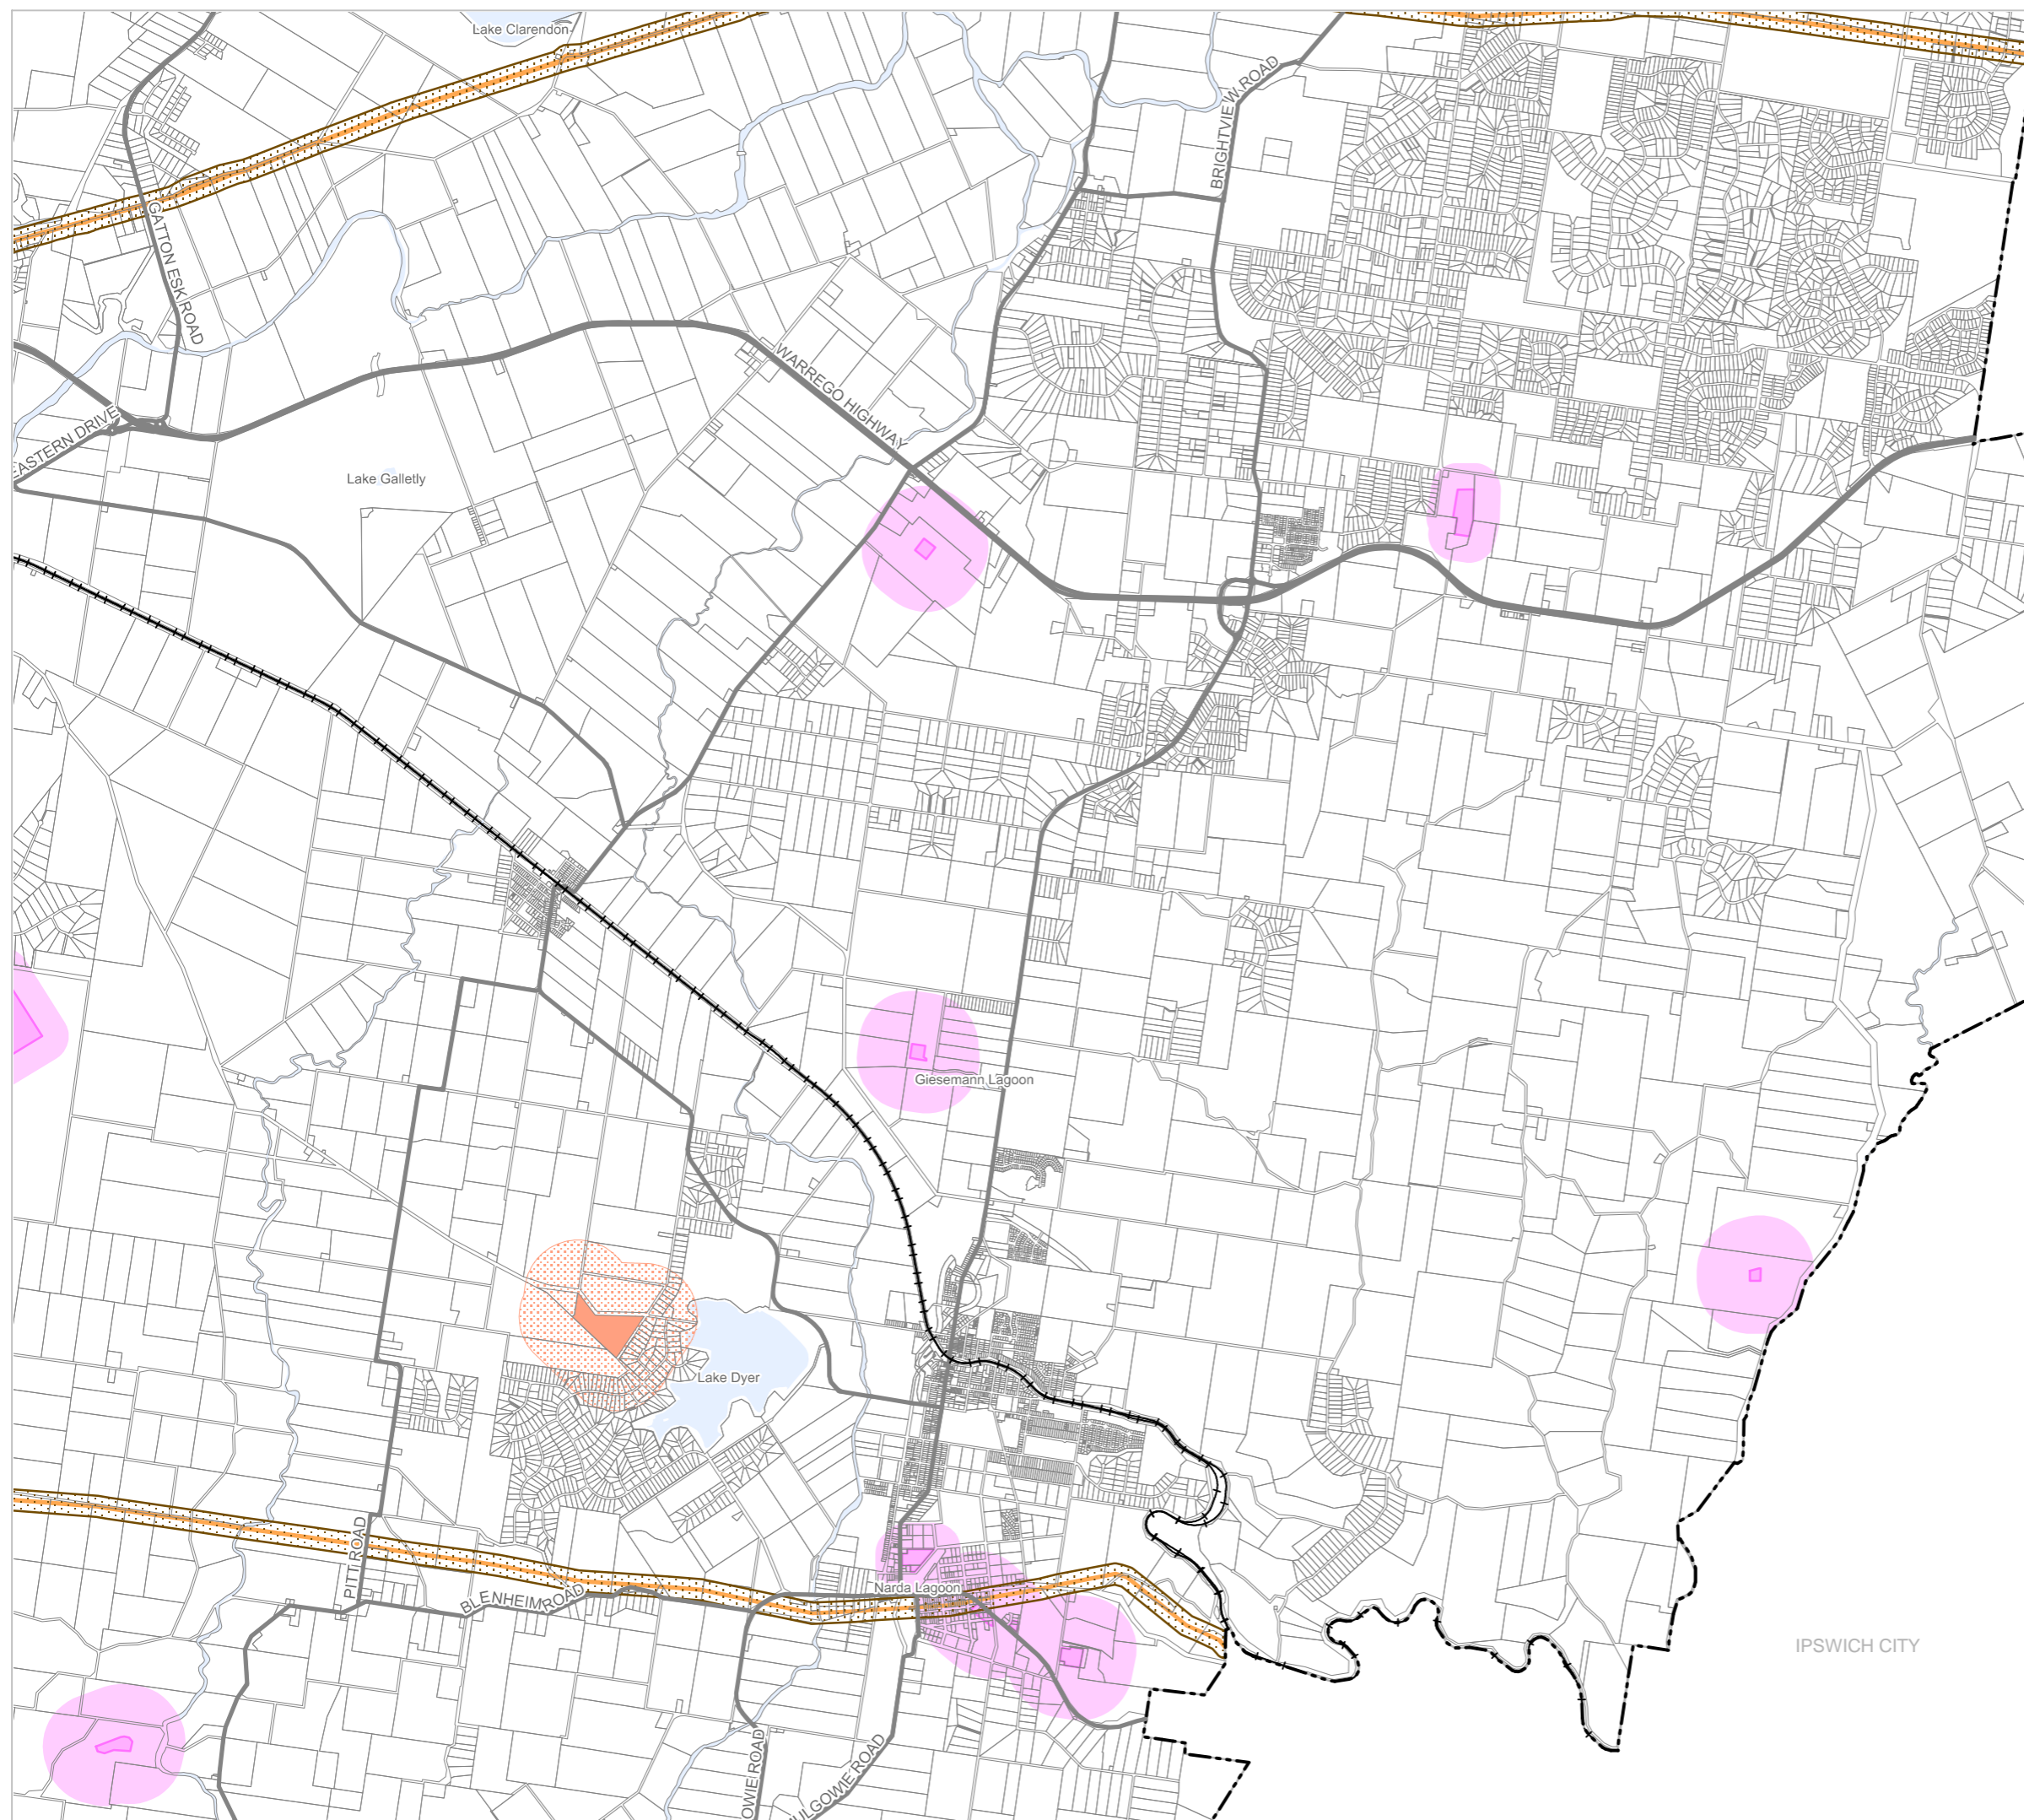 Lake Clarendon
BRIGHTVIEW ROAD
GATTON ESK ROAD
WARREGO HIGHWAY
EASTERN DRIVE
Lake Galletly
Giesemann Lagoon
Lake Dyer
PITT ROAD
BLENHEIM ROAD
Narda Lagoon
IPSWICH CITY
OWIE ROAD
ULGOWIE ROAD